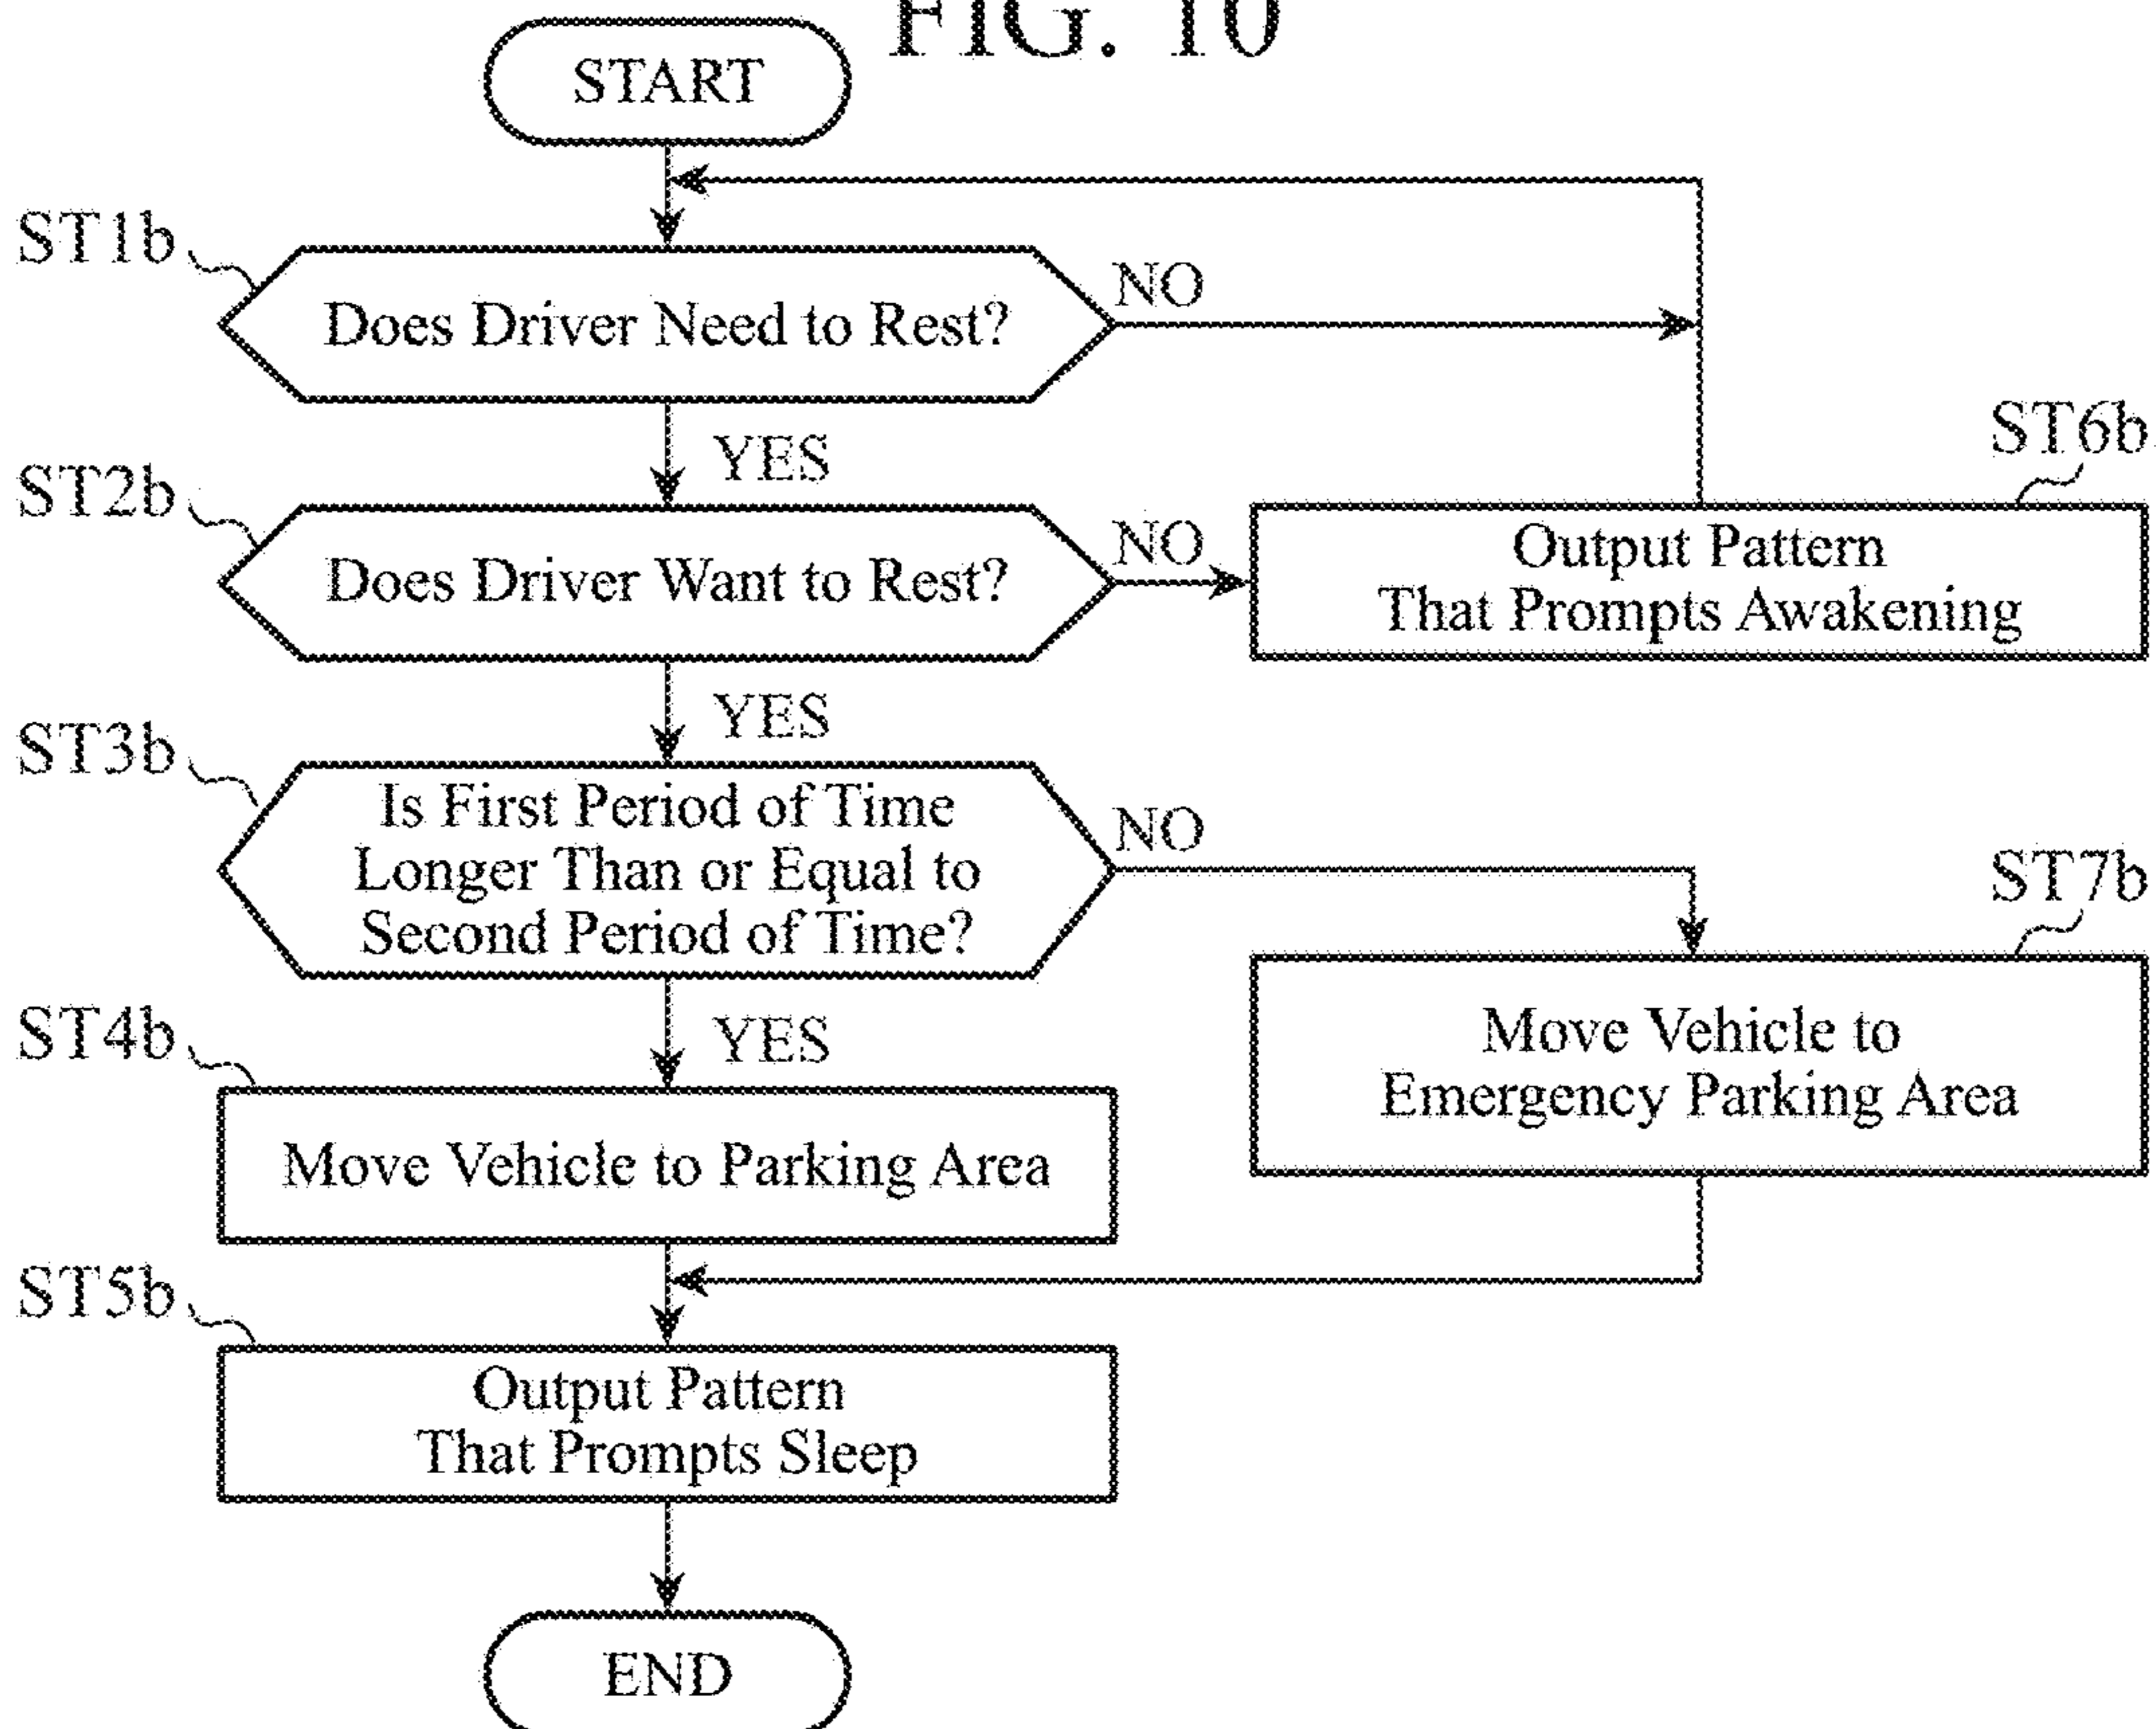 FIG. 10
START
ST1b
Does Driver Need to Rest?
NO
YES
ST2b
Does Driver Want to Rest?
NO
ST6b
Output Pattern
That Prompts Awakening
YES
ST3b
Is First Period of Time
Longer Than or Equal to
Second Period of Time?
NO
ST7b
Move Vehicle to
Emergency Parking Area
YES
ST4b
Move Vehicle to Parking Area
ST5b
Output Pattern
That Prompts Sleep
END